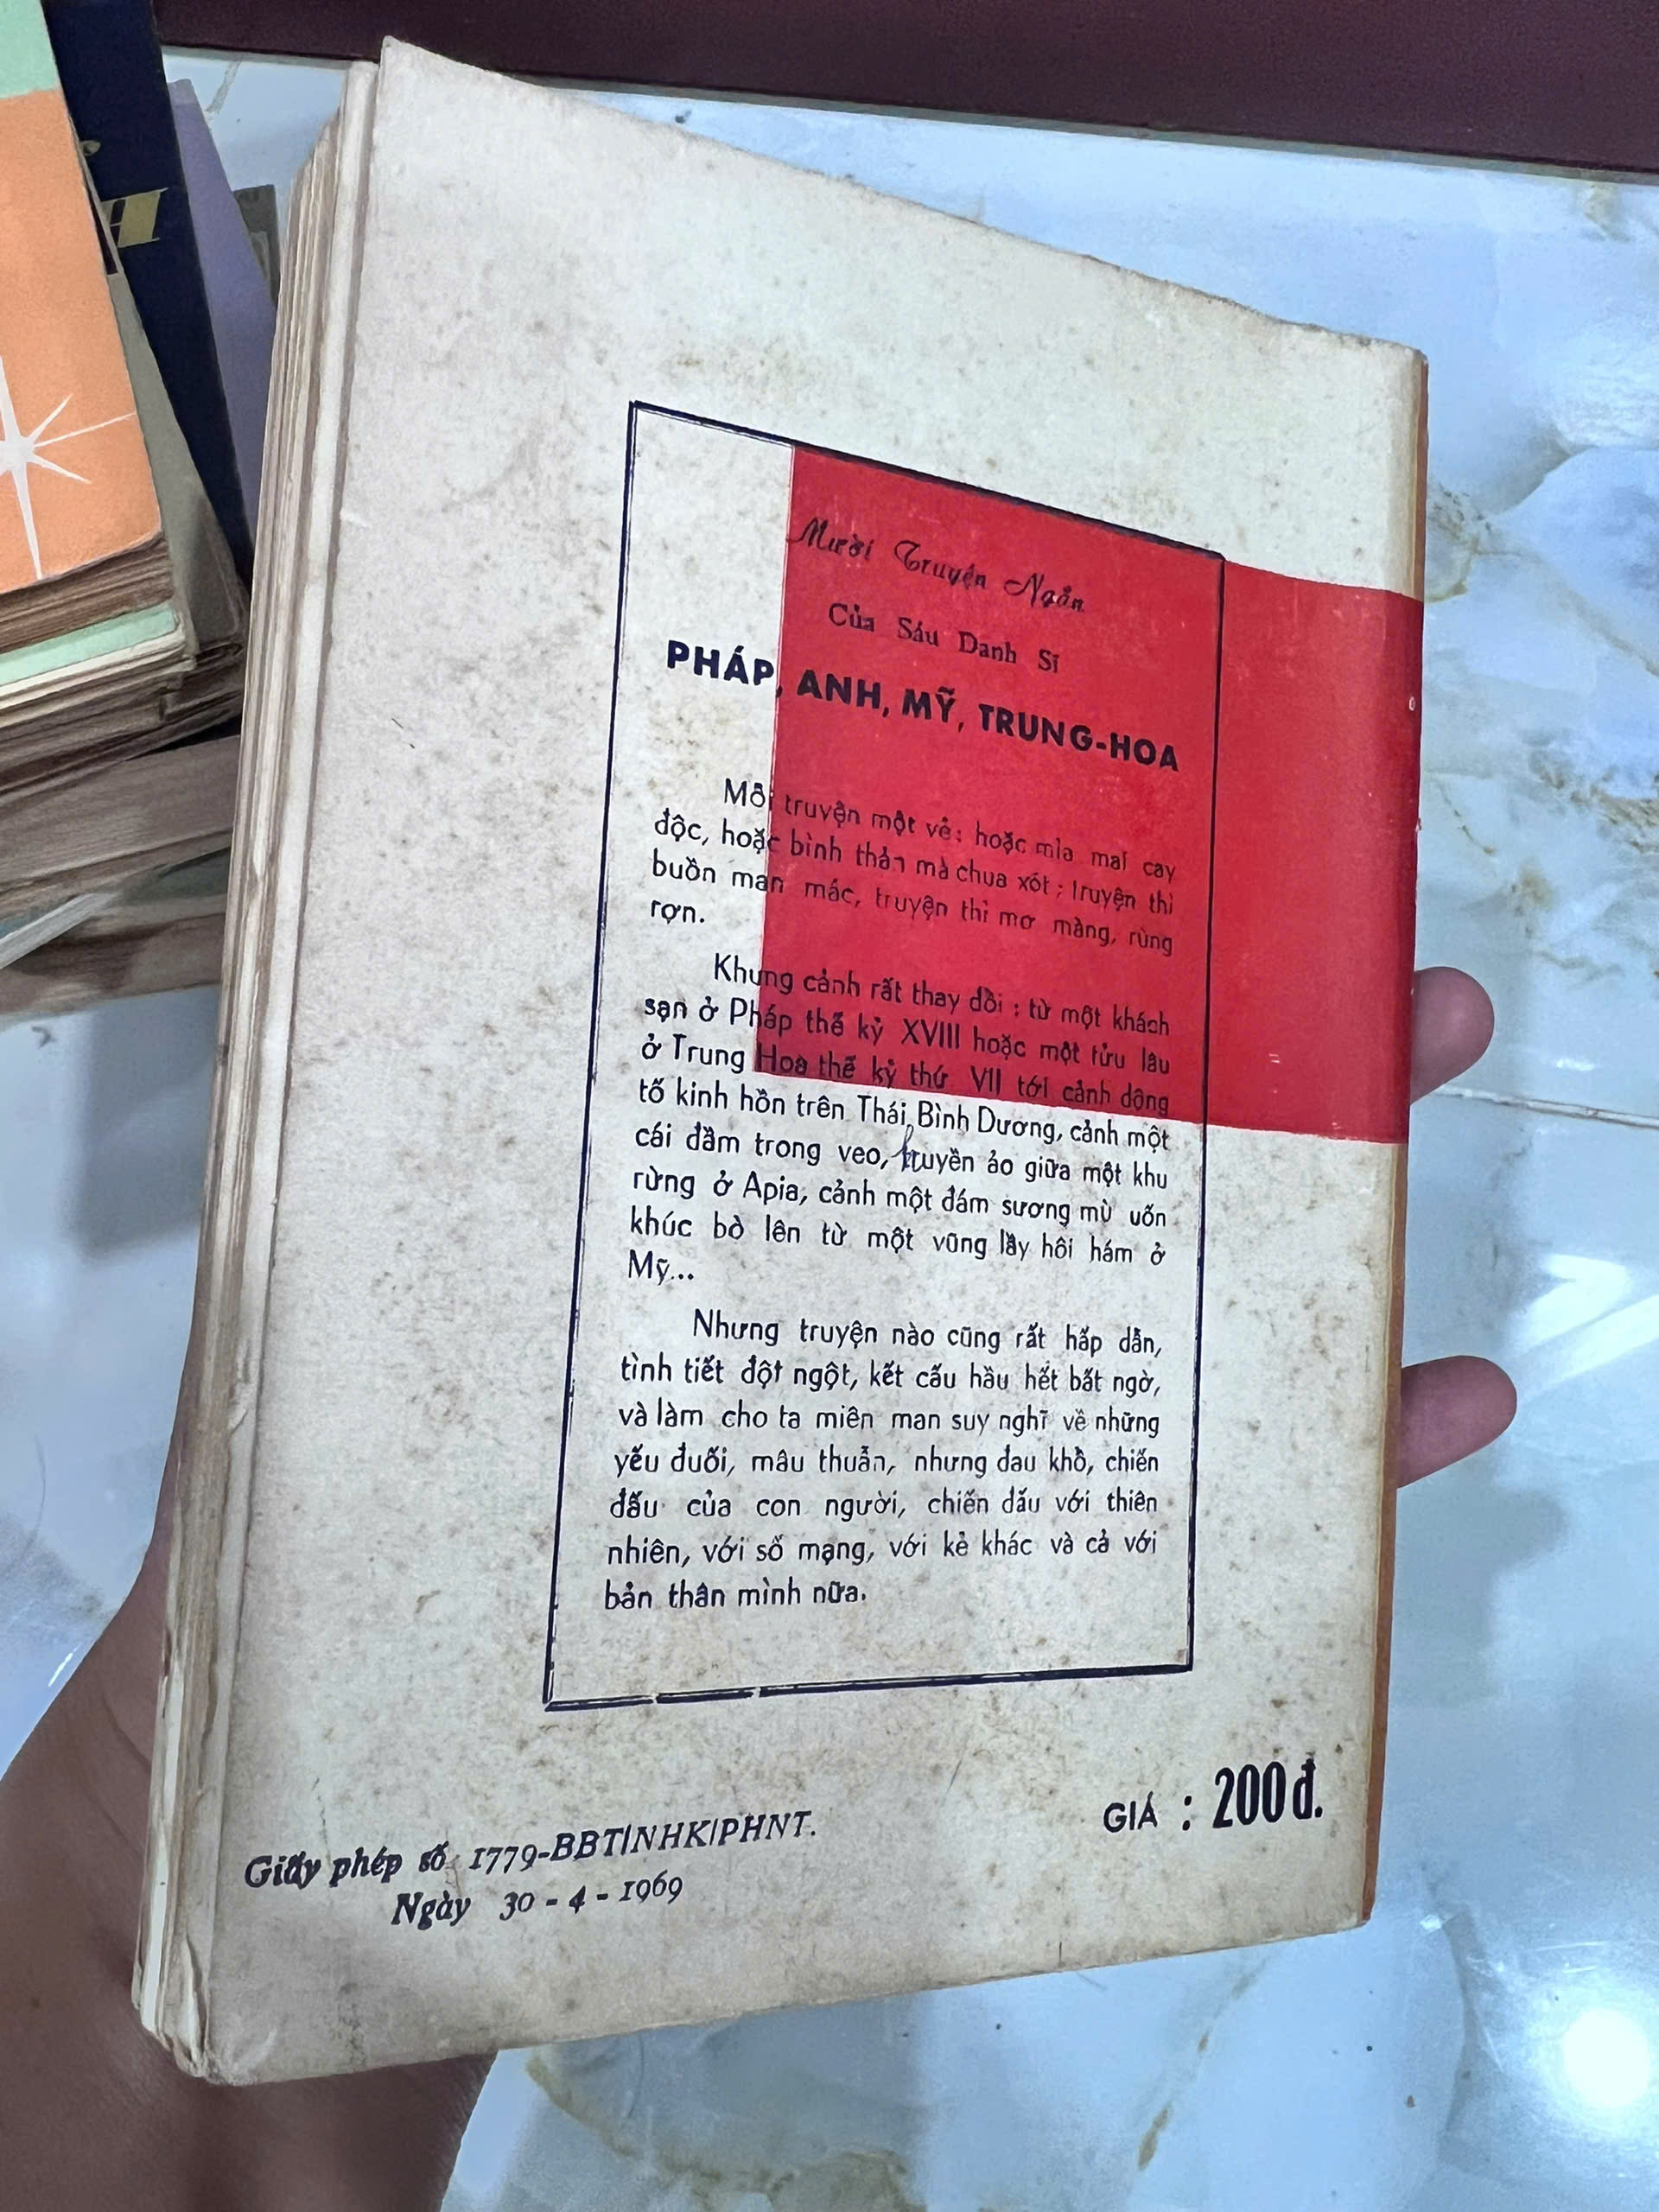 Mười Truyện Ngắn
Của Sáu Danh Sĩ
PHÁP, ANH, MỸ, TRUNG-HOA
Mỗi truyện một vẻ: hoặc mỉa mai cay
độc, hoặc bình thản mà chua xót ; truyện thì
buồn man mác, truyện thì mơ màng, rùng
rợn.
Khung cảnh rất thay đổi : từ một khách
sạn ở Pháp thế kỷ XVIII hoặc một tửu lâu
ở Trung Hoa thế kỷ thứ VII tới cảnh dộng
tố kinh hồn trên Thái Bình Dương, cảnh một
cái đầm trong veo, truyền ảo giữa một khu
rừng ở Apia, cảnh một đám sương mù uốn
khúc bò lên từ một vũng lầy hôi hám ở
Mỹ...
Nhưng truyện nào cũng rất hấp dẫn,
tình tiết đột ngột, kết cấu hầu hết bất ngờ,
và làm cho ta miên man suy nghĩ về những
yếu đuối, mâu thuẫn, nhưng đau khổ, chiến
đấu của con người, chiến đấu với thiên
nhiên, với số mạng, với kẻ khác và cả với
bản thân mình nữa.
GIÁ : 200đ.
Giấy phép số 1779-BBT/NHK/PHNT.
Ngày 30 - 4 - 1969